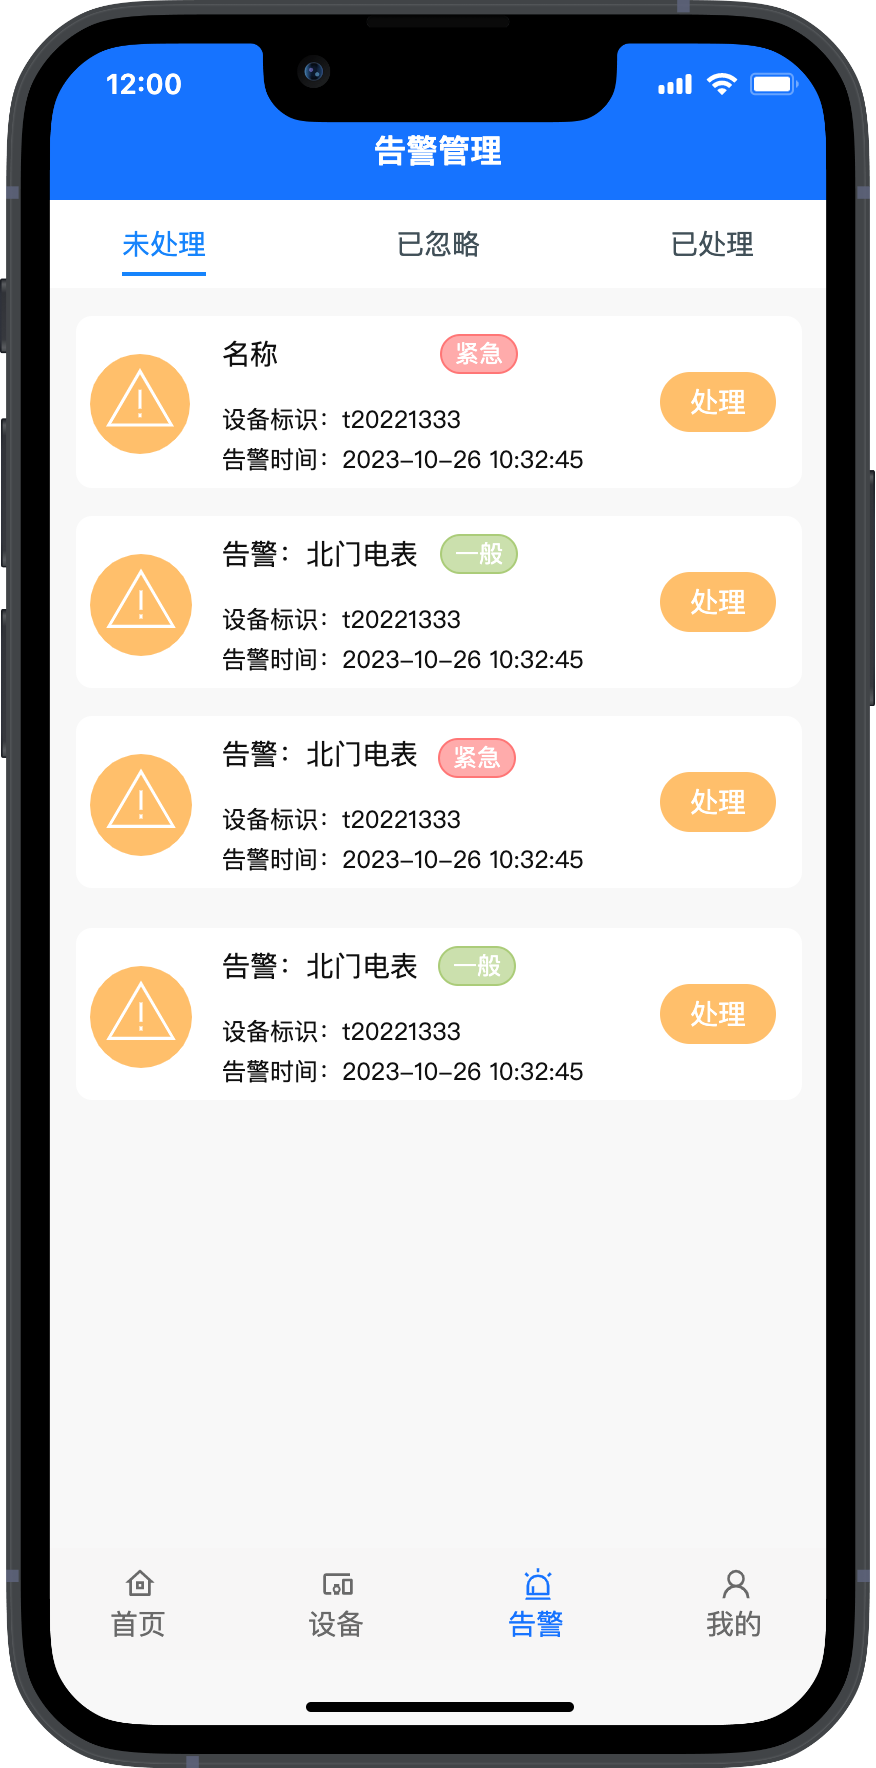 12:00
告警管理
未处理 已忽略 已处理
名称 紧急
设备标识：t20221333
告警时间：2023-10-26 10:32:45
处理
告警：北门电表 一般
设备标识：t20221333
告警时间：2023-10-26 10:32:45
处理
告警：北门电表 紧急
设备标识：t20221333
告警时间：2023-10-26 10:32:45
处理
告警：北门电表 一般
设备标识：t20221333
告警时间：2023-10-26 10:32:45
处理
首页 设备 告警 我的